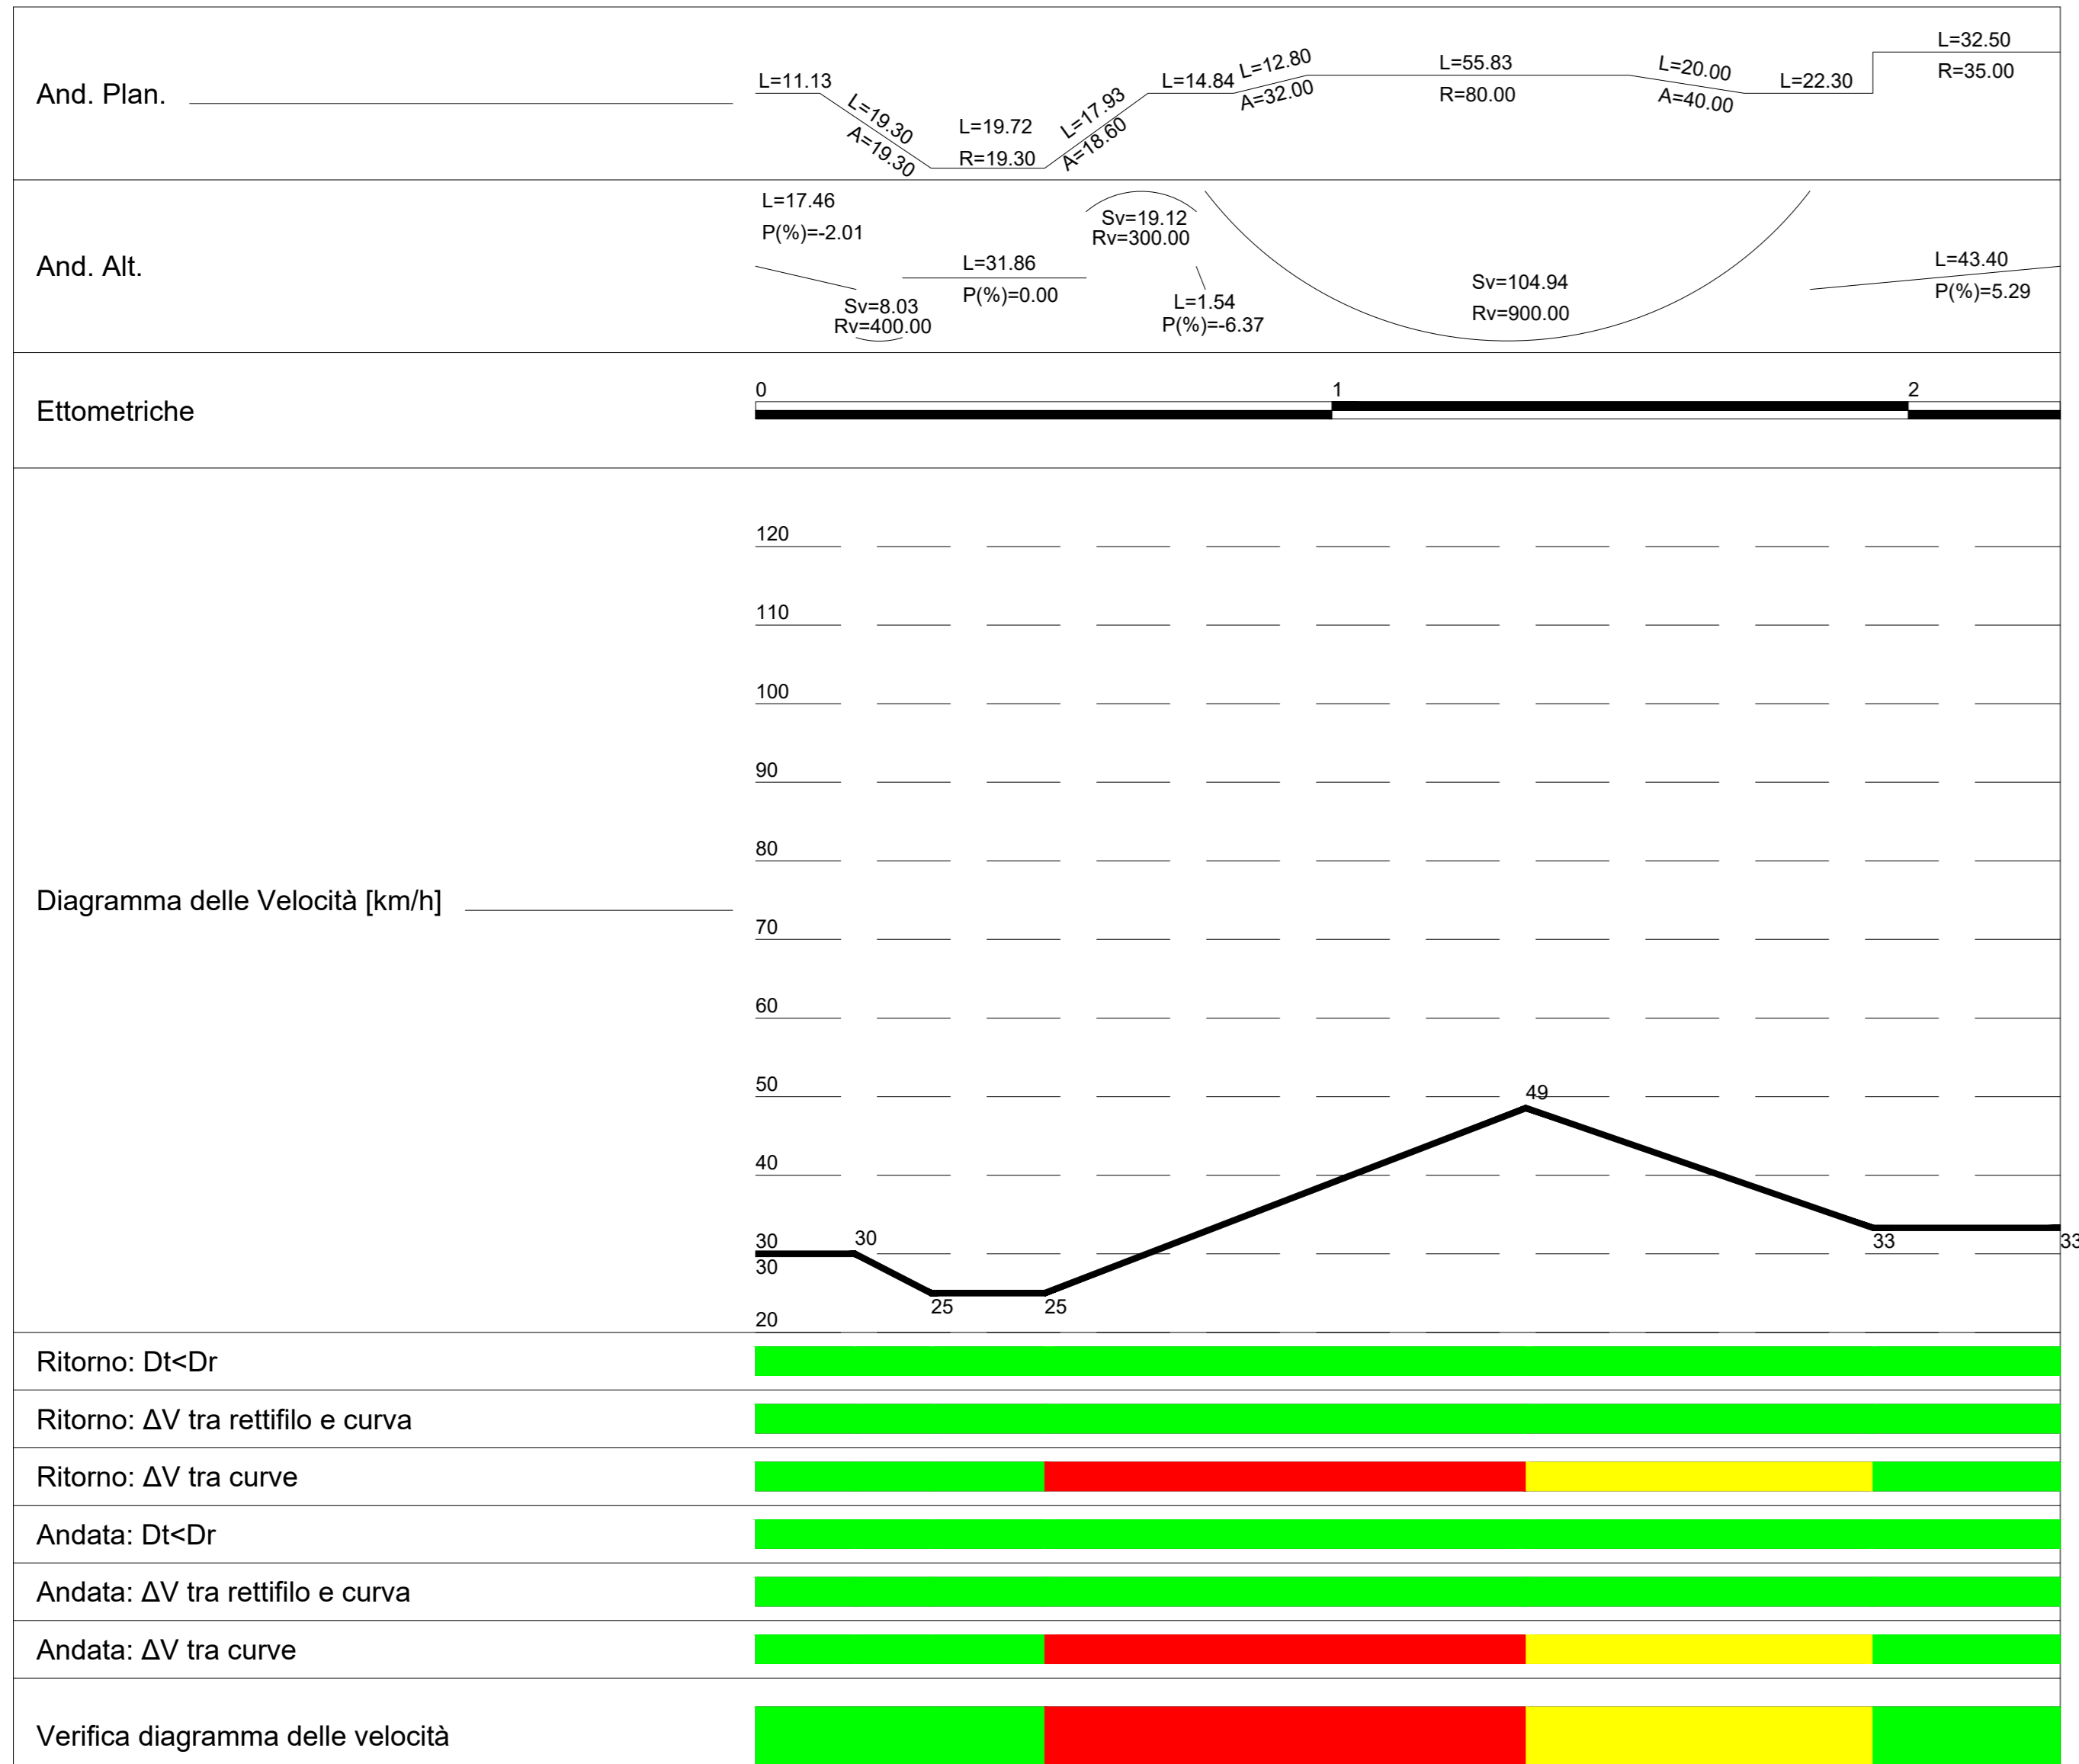 And. Plan.
L=11.13
L=19.30
A=19.30
L=19.72
R=19.30
L=17.93
A=18.60
L=14.84
L=12.80
A=32.00
L=55.83
R=80.00
L=20.00
A=40.00
L=22.30
L=32.50
R=35.00
And. Alt.
L=17.46
P(%)=-2.01
Sv=8.03
Rv=400.00
L=31.86
P(%)=0.00
Sv=19.12
Rv=300.00
L=1.54
P(%)=-6.37
Sv=104.94
Rv=900.00
L=43.40
P(%)=5.29
Ettometriche
0 1 2
Diagramma delle Velocità [km/h]
120
110
100
90
80
70
60
50
49
40
30
30
30
33
33
25
25
20
Ritorno: Dt<Dr
Ritorno: ΔV tra rettifilo e curva
Ritorno: ΔV tra curve
Andata: Dt<Dr
Andata: ΔV tra rettifilo e curva
Andata: ΔV tra curve
Verifica diagramma delle velocità